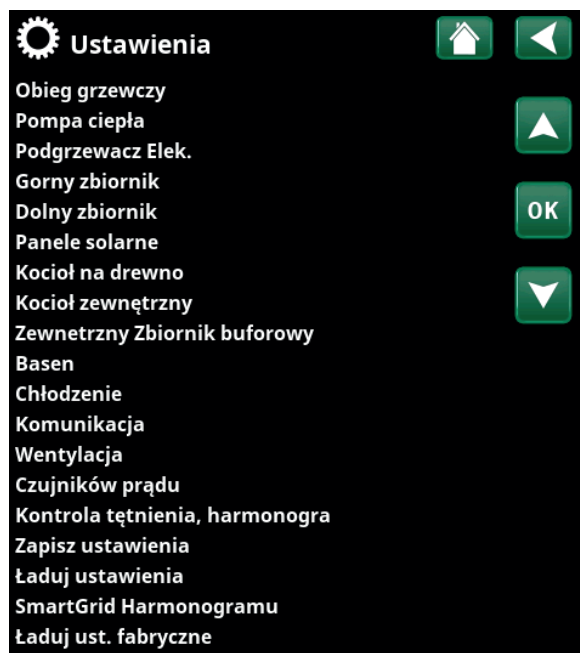 Ustawienia
Obieg grzewczy
Pompa ciepła
Podgrzewacz Elek.
Gorny zbiornik
Dolny zbiornik
OK
Panele solarne
Kocioł na drewno
Kocioł zewnętrzny
Zewnetrzny Zbiornik buforowy
Basen
Chłodzenie
Komunikacja
Wentylacja
Czujników prądu
Kontrola tętnienia, harmonogra
Zapisz ustawienia
Ładuj ustawienia
SmartGrid Harmonogramu
Ładuj ust. fabryczne